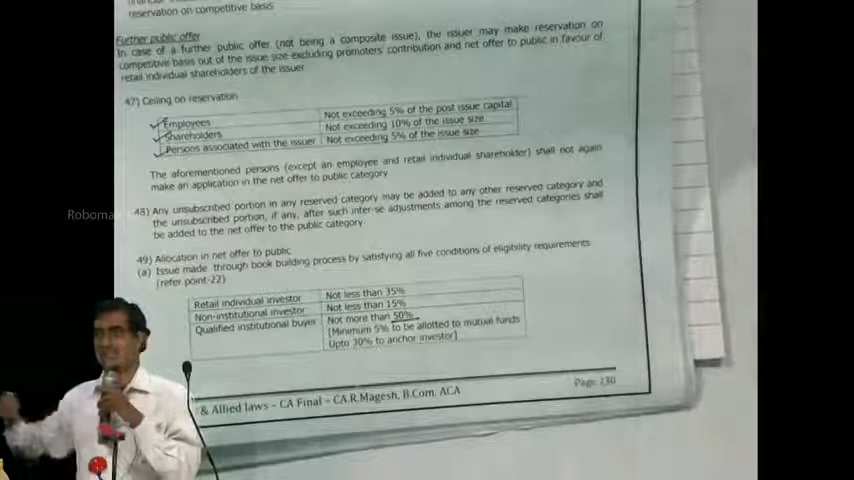 reservation on competitive basis
Further public offer
In case of a further public offer (not being a composite issue), the issuer may make reservation on
competitive basis out of the issue size excluding promoters' contribution and net offer to public in favour of
retail individual shareholders of the issuer
47) Ceiling on reservation
Employees Not exceeding 5% of the post issue capital
Shareholders Not exceeding 10% of the issue size
Persons associated with the issuer Not exceeding 5% of the issue size
The aforementioned persons (except an employee and retail individual shareholder) shall not again
make an application in the net offer to public category
48) Any unsubscribed portion in any reserved category may be added to any other reserved category and
the unsubscribed portion, if any, after such inter-se adjustments among the reserved categories shall
be added to the net offer to the public category
49) Allocation in net offer to public
(a) Issue made through book building process by satisfying all five conditions of eligibility requirements
(refer point-22)
Retail individual investor Not less than 35%
Non-institutional investor Not less than 15%
Qualified institutional buyer Not more than 50%
[Minimum 5% to be allotted to mutual funds
Upto 30% to anchor investor]
& Allied laws – CA Final – CA.R.Magesh, B.Com, ACA
Page 230
Roboma